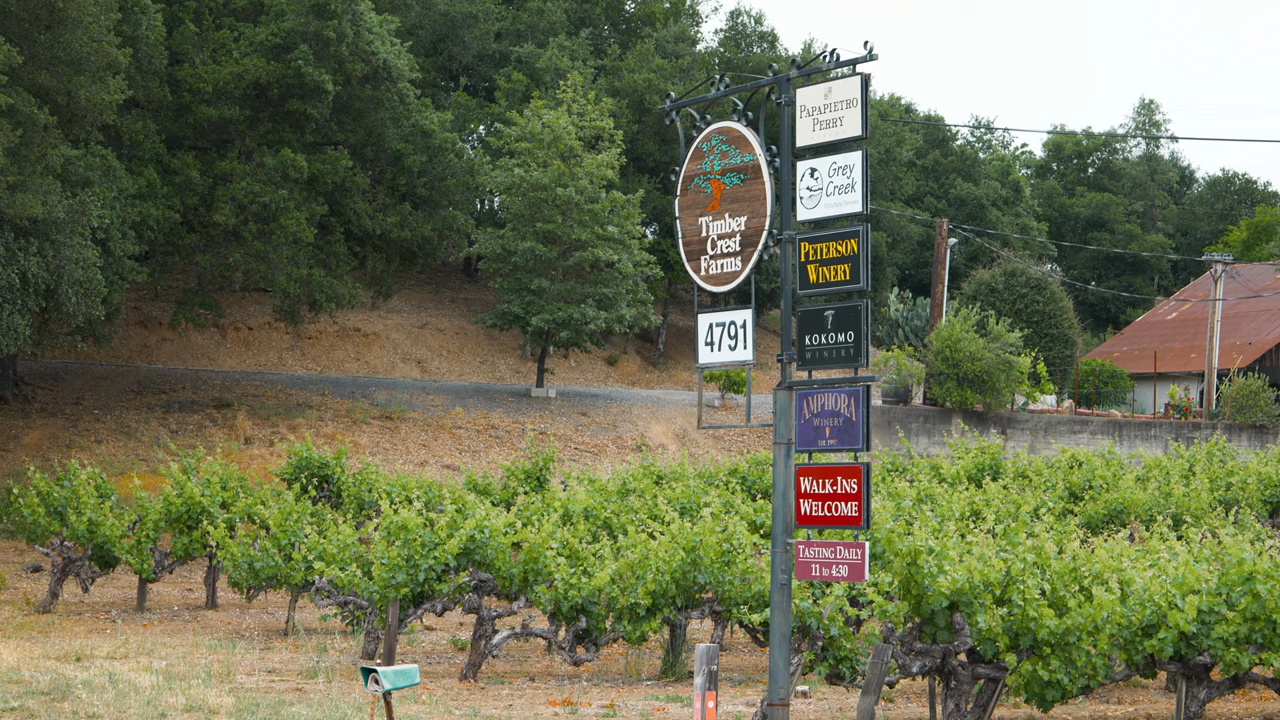 Timber
Crest
Farms
4791
PAPAPIETRO
PERRY
Grey
Creek
PETERSON
WINERY
KOKOMO
WINERY
AMPHORA
WINERY
EST. 1997
WALK-INS
WELCOME
TASTING DAILY
11 to 4:30